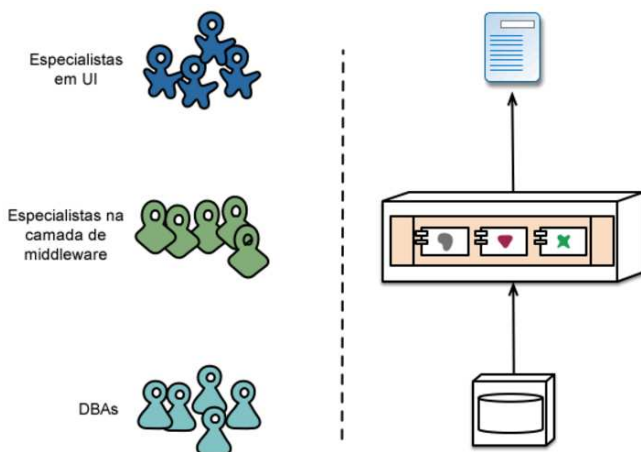 Especialistas
em UI
Especialistas na
camada de
middleware
DBAs